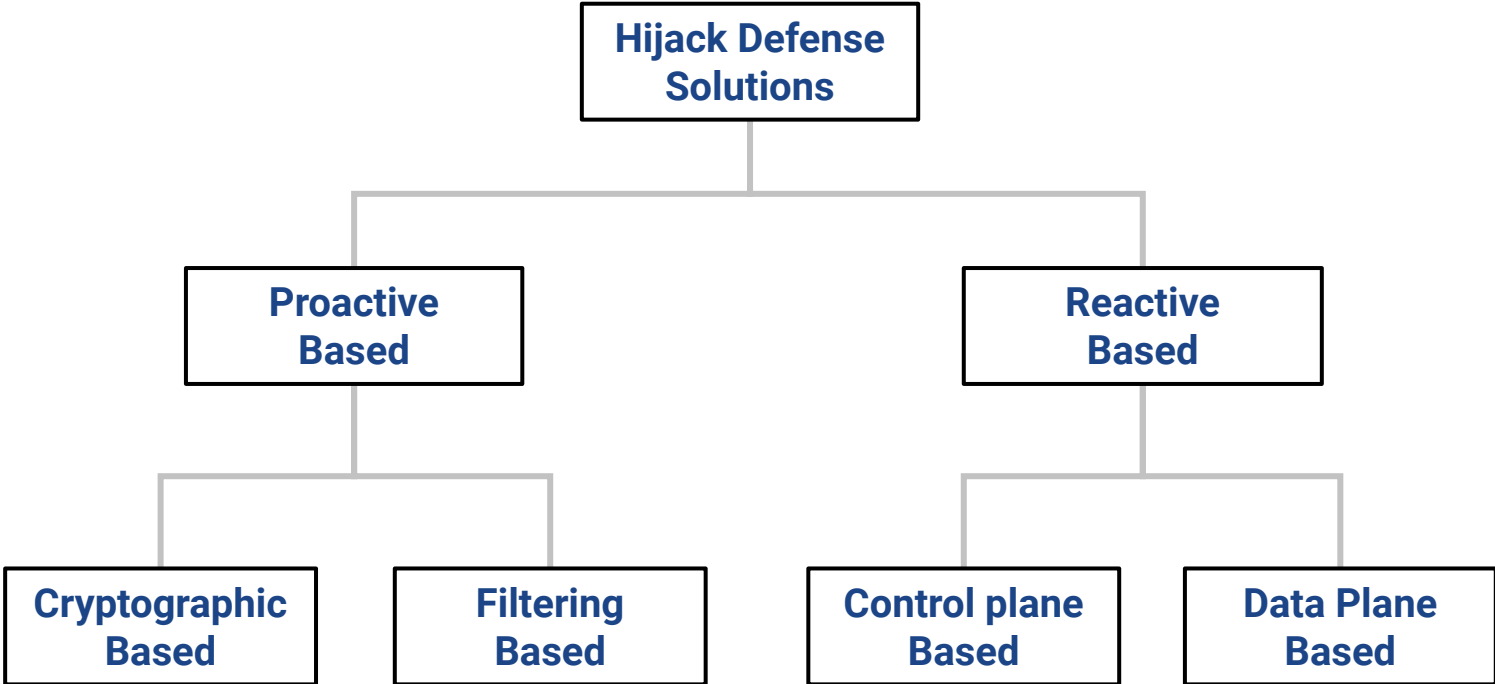 Hijack Defense
Solutions
Proactive
Based
Reactive
Based
Cryptographic
Based
Filtering
Based
Control plane
Based
Data Plane
Based